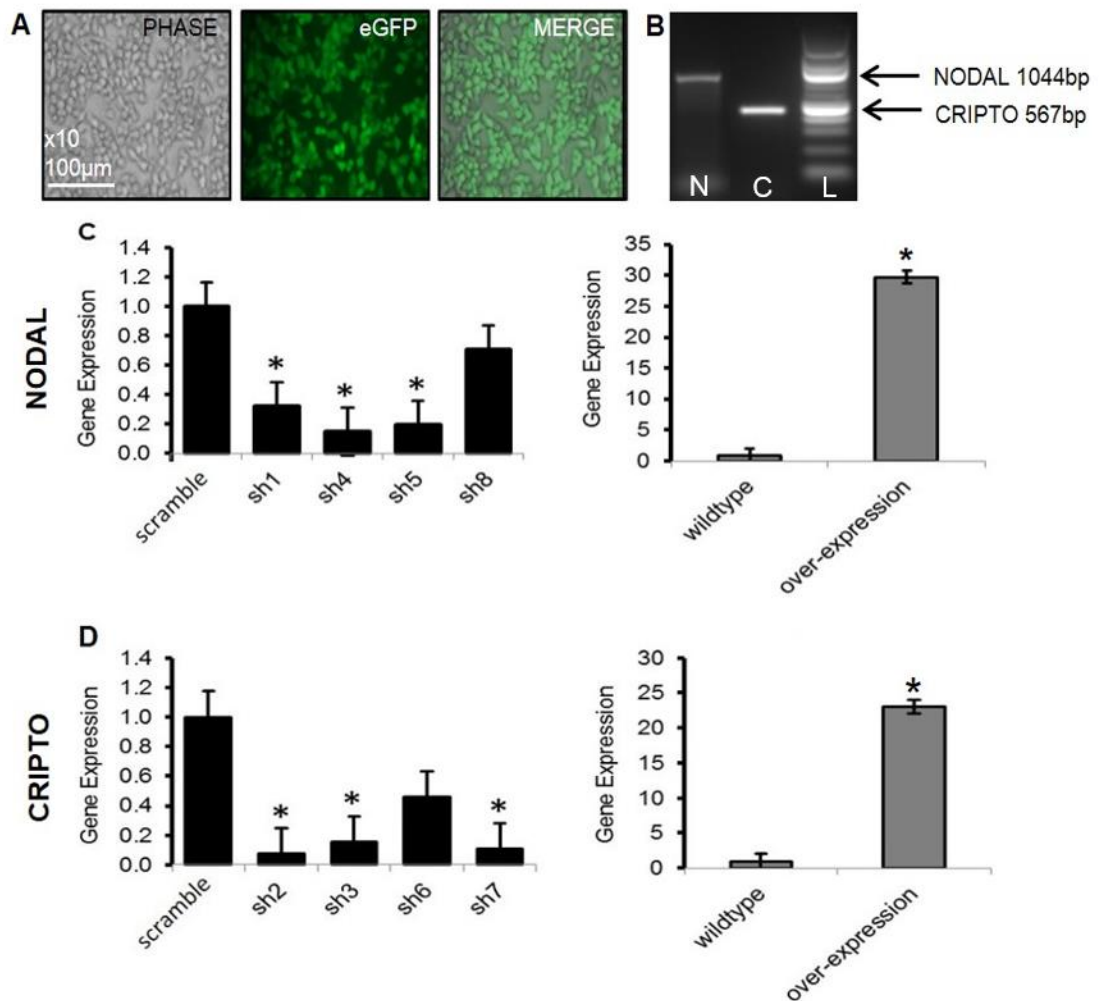 A
PHASE
eGFP
MERGE
x10
100µm
B
NODAL 1044bp
CRIPTO 567bp
N
C
L
C
NODAL
Gene Expression
1.4
1.2
1.0
0.8
0.6
0.4
0.2
0.0
scramble
sh1
sh4
sh5
sh8
*
*
*
Gene Expression
35
30
25
20
15
10
5
0
wildtype
over-expression
*
D
CRIPTO
Gene Expression
1.4
1.2
1.0
0.8
0.6
0.4
0.2
0.0
scramble
sh2
sh3
sh6
sh7
*
*
*
Gene Expression
30
25
20
15
10
5
0
wildtype
over-expression
*